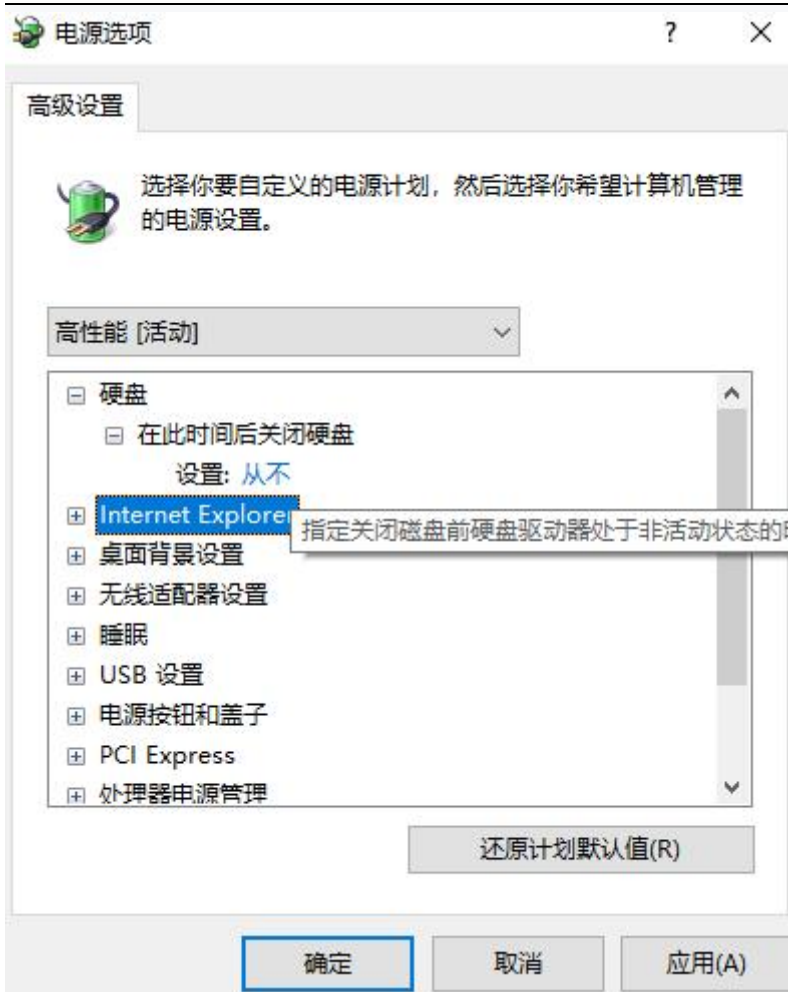 电源选项
?
高级设置
选择你要自定义的电源计划，然后选择你希望计算机管理
的电源设置。
高性能 [活动]
硬盘
在此时间后关闭硬盘
设置: 从不
Internet Explorer
指定关闭磁盘前硬盘驱动器处于非活动状态的
桌面背景设置
无线适配器设置
睡眠
USB 设置
电源按钮和盖子
PCI Express
处理器电源管理
还原计划默认值(R)
确定
取消
应用(A)